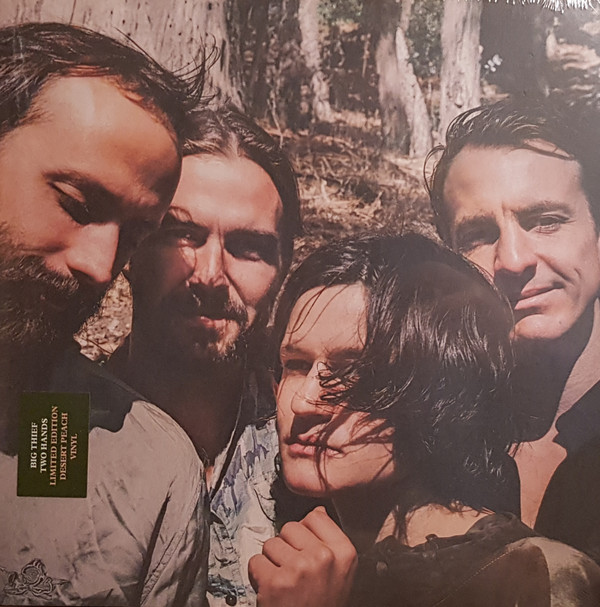 BIG THIEF
TWO HANDS
LIMITED EDITION
DESERT PEACH
VINYL